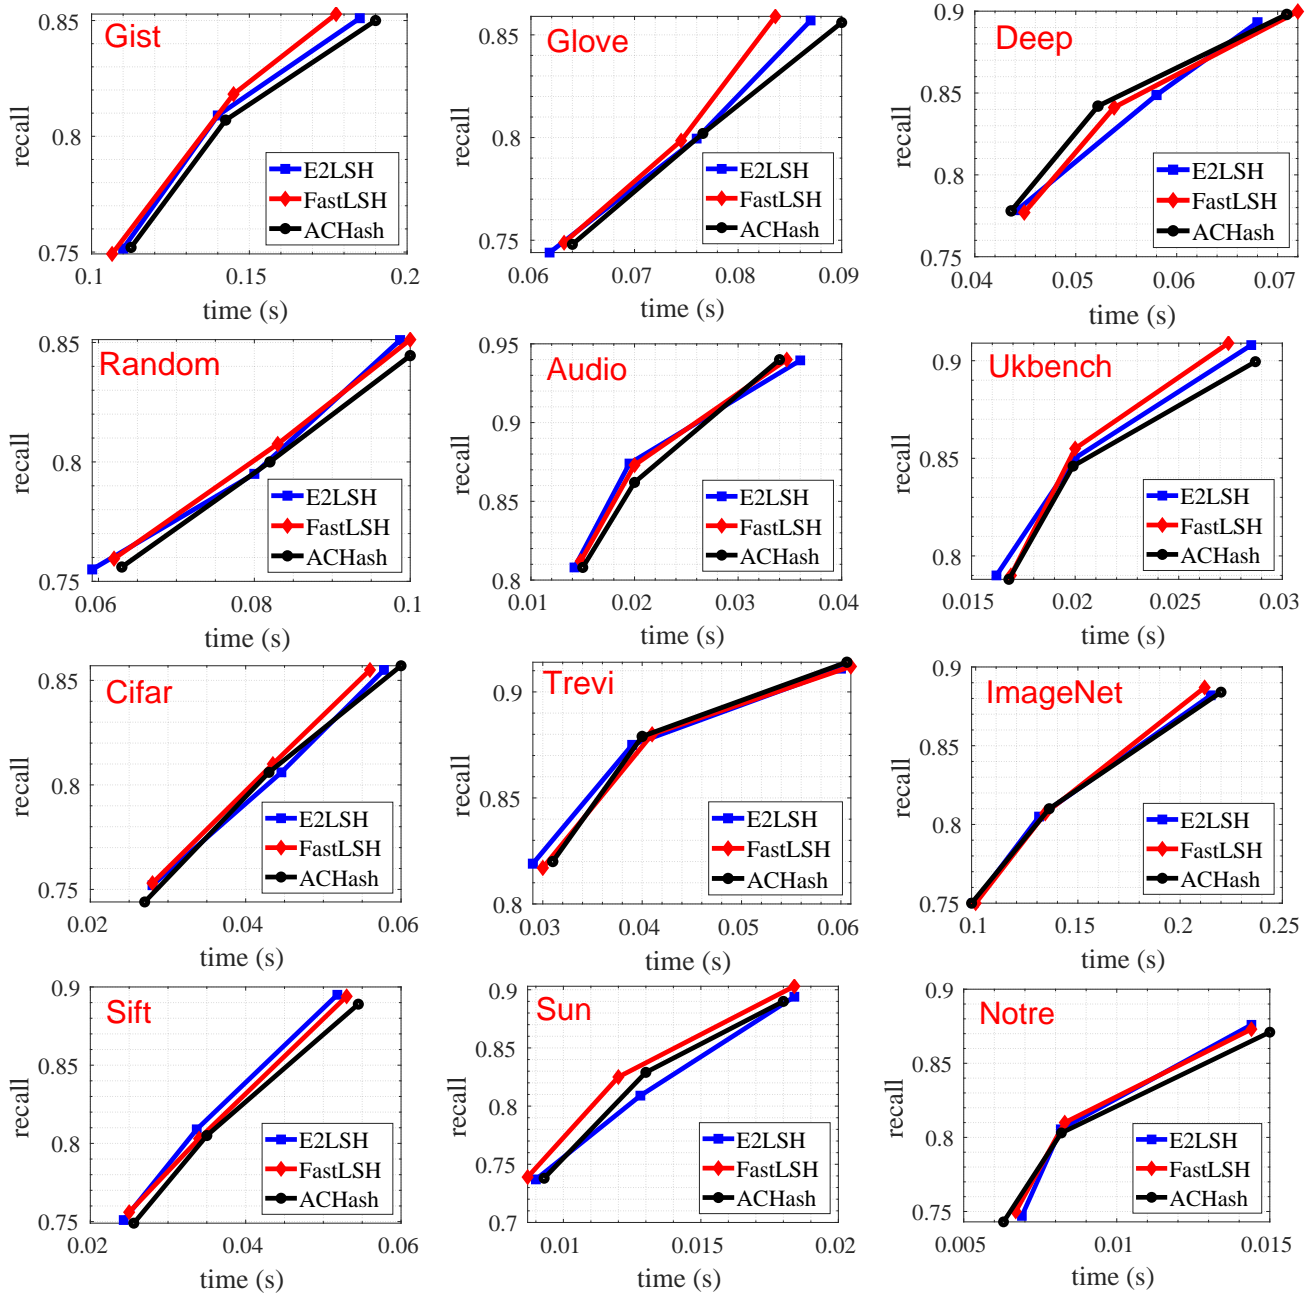 Gist
recall
0.85
0.8
0.75
0.1
0.15
0.2
time (s)
E2LSH
FastLSH
ACHash
Glove
recall
0.85
0.8
0.75
0.06
0.07
0.08
0.09
time (s)
E2LSH
FastLSH
ACHash
Deep
recall
0.9
0.85
0.8
0.75
0.04
0.05
0.06
0.07
time (s)
E2LSH
FastLSH
ACHash
Random
recall
0.85
0.8
0.75
0.06
0.08
0.1
time (s)
E2LSH
FastLSH
ACHash
Audio
recall
0.95
0.9
0.85
0.8
0.01
0.02
0.03
0.04
time (s)
E2LSH
FastLSH
ACHash
Ukbench
recall
0.9
0.85
0.8
0.015
0.02
0.025
0.03
time (s)
E2LSH
FastLSH
ACHash
Cifar
recall
0.85
0.8
0.75
0.02
0.04
0.06
time (s)
E2LSH
FastLSH
ACHash
Trevi
recall
0.9
0.85
0.8
0.03
0.04
0.05
0.06
time (s)
E2LSH
FastLSH
ACHash
ImageNet
recall
0.9
0.85
0.8
0.75
0.1
0.15
0.2
0.25
time (s)
E2LSH
FastLSH
ACHash
Sift
recall
0.9
0.85
0.8
0.75
0.02
0.04
0.06
time (s)
E2LSH
FastLSH
ACHash
Sun
recall
0.9
0.85
0.8
0.75
0.7
0.01
0.015
0.02
time (s)
E2LSH
FastLSH
ACHash
Notre
recall
0.9
0.85
0.8
0.75
0.005
0.01
0.015
time (s)
E2LSH
FastLSH
ACHash